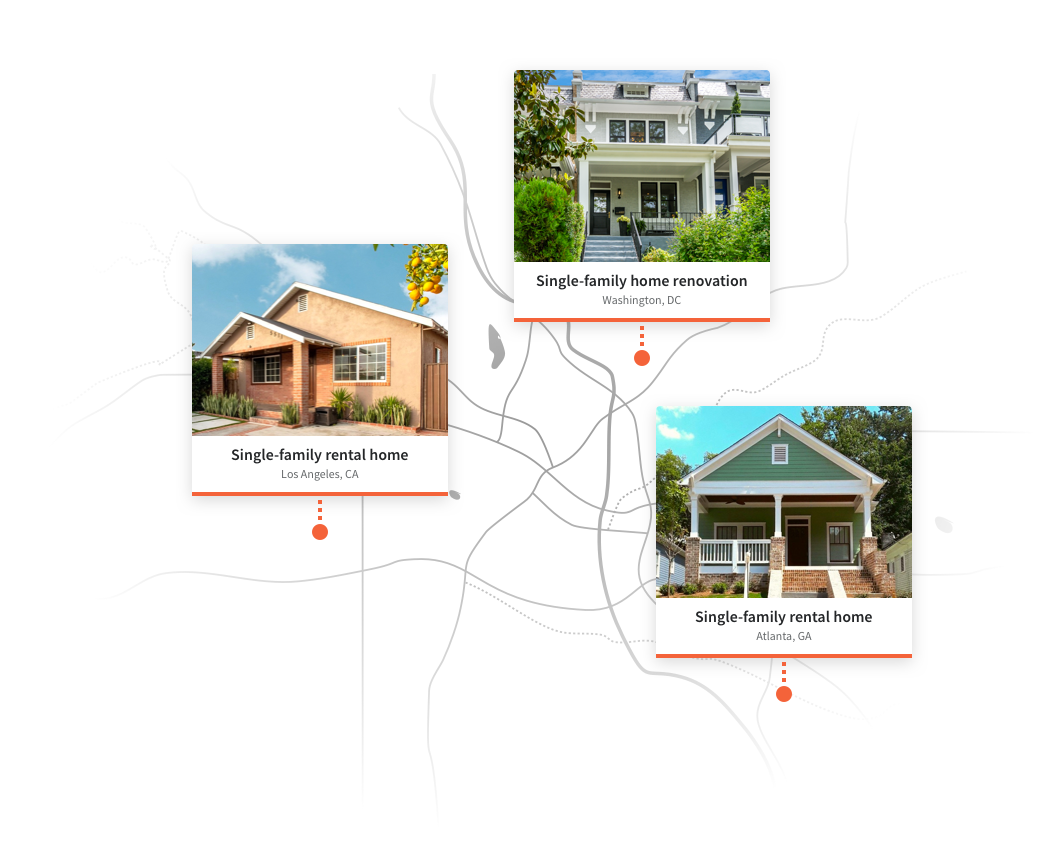 Single-family home renovation
Washington, DC
Single-family rental home
Los Angeles, CA
Single-family rental home
Atlanta, GA